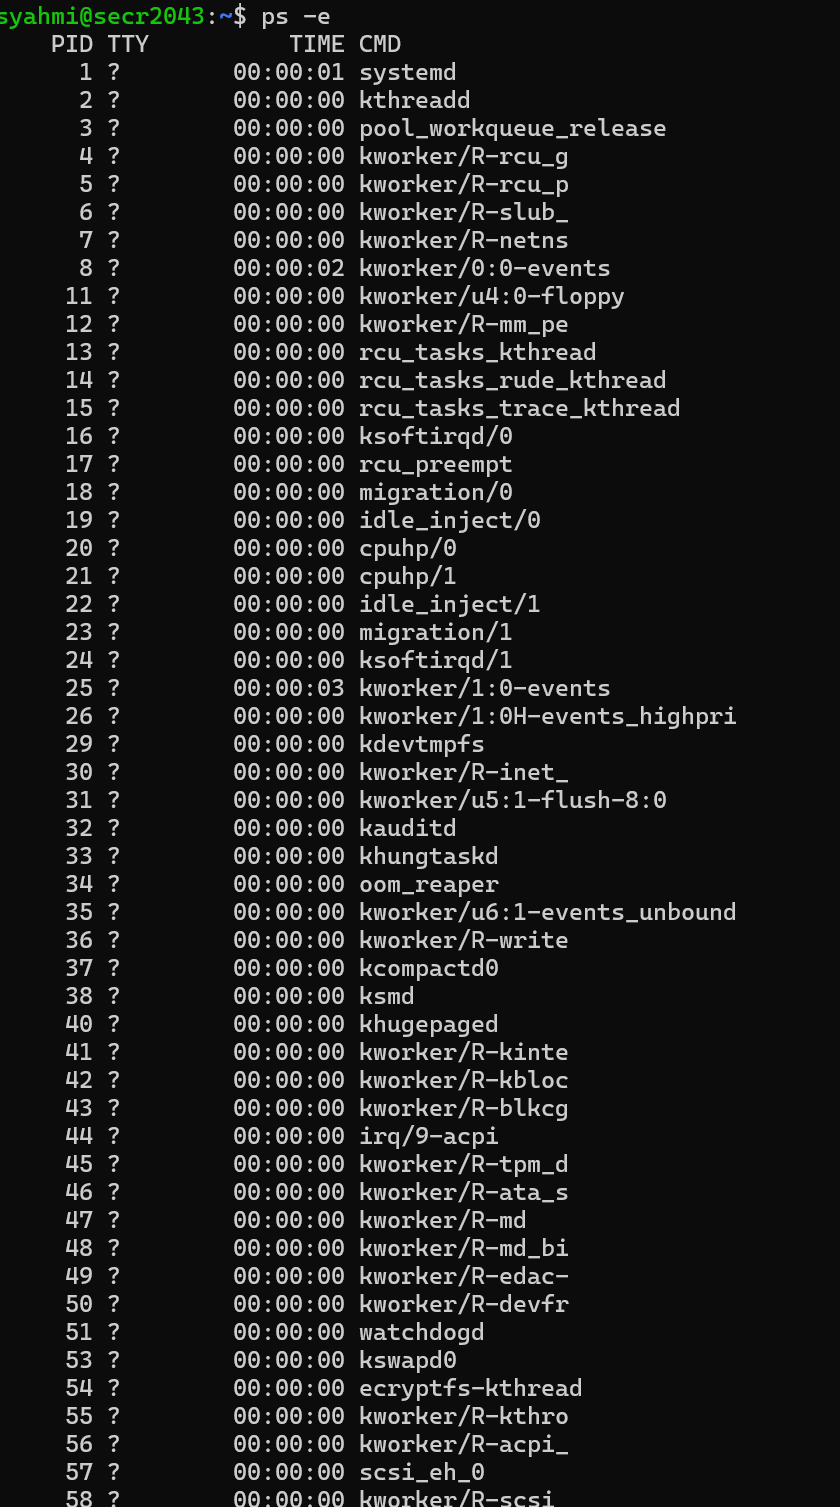 syahmi@secr2043:~$ ps -e
PID TTY TIME CMD
1 ? 00:00:01 systemd
2 ? 00:00:00 kthreadd
3 ? 00:00:00 pool_workqueue_release
4 ? 00:00:00 kworker/R-rcu_g
5 ? 00:00:00 kworker/R-rcu_p
6 ? 00:00:00 kworker/R-slub_
7 ? 00:00:00 kworker/R-netns
8 ? 00:00:02 kworker/0:0-events
11 ? 00:00:00 kworker/u4:0-floppy
12 ? 00:00:00 kworker/R-mm_pe
13 ? 00:00:00 rcu_tasks_kthread
14 ? 00:00:00 rcu_tasks_rude_kthread
15 ? 00:00:00 rcu_tasks_trace_kthread
16 ? 00:00:00 ksoftirqd/0
17 ? 00:00:00 rcu_preempt
18 ? 00:00:00 migration/0
19 ? 00:00:00 idle_inject/0
20 ? 00:00:00 cpuhp/0
21 ? 00:00:00 cpuhp/1
22 ? 00:00:00 idle_inject/1
23 ? 00:00:00 migration/1
24 ? 00:00:00 ksoftirqd/1
25 ? 00:00:03 kworker/1:0-events
26 ? 00:00:00 kworker/1:0H-events_highpri
29 ? 00:00:00 kdevtmpfs
30 ? 00:00:00 kworker/R-inet_
31 ? 00:00:00 kworker/u5:1-flush-8:0
32 ? 00:00:00 kauditd
33 ? 00:00:00 khungtaskd
34 ? 00:00:00 oom_reaper
35 ? 00:00:00 kworker/u6:1-events_unbound
36 ? 00:00:00 kworker/R-write
37 ? 00:00:00 kcompactd0
38 ? 00:00:00 ksmd
40 ? 00:00:00 khugepaged
41 ? 00:00:00 kworker/R-kinte
42 ? 00:00:00 kworker/R-kbloc
43 ? 00:00:00 kworker/R-blkcg
44 ? 00:00:00 irq/9-acpi
45 ? 00:00:00 kworker/R-tpm_d
46 ? 00:00:00 kworker/R-ata_s
47 ? 00:00:00 kworker/R-md
48 ? 00:00:00 kworker/R-md_bi
49 ? 00:00:00 kworker/R-edac-
50 ? 00:00:00 kworker/R-devfr
51 ? 00:00:00 watchdogd
53 ? 00:00:00 kswapd0
54 ? 00:00:00 ecryptfs-kthread
55 ? 00:00:00 kworker/R-kthro
56 ? 00:00:00 kworker/R-acpi_
57 ? 00:00:00 scsi_eh_0
58 ? 00:00:00 kworker/R-scsi_